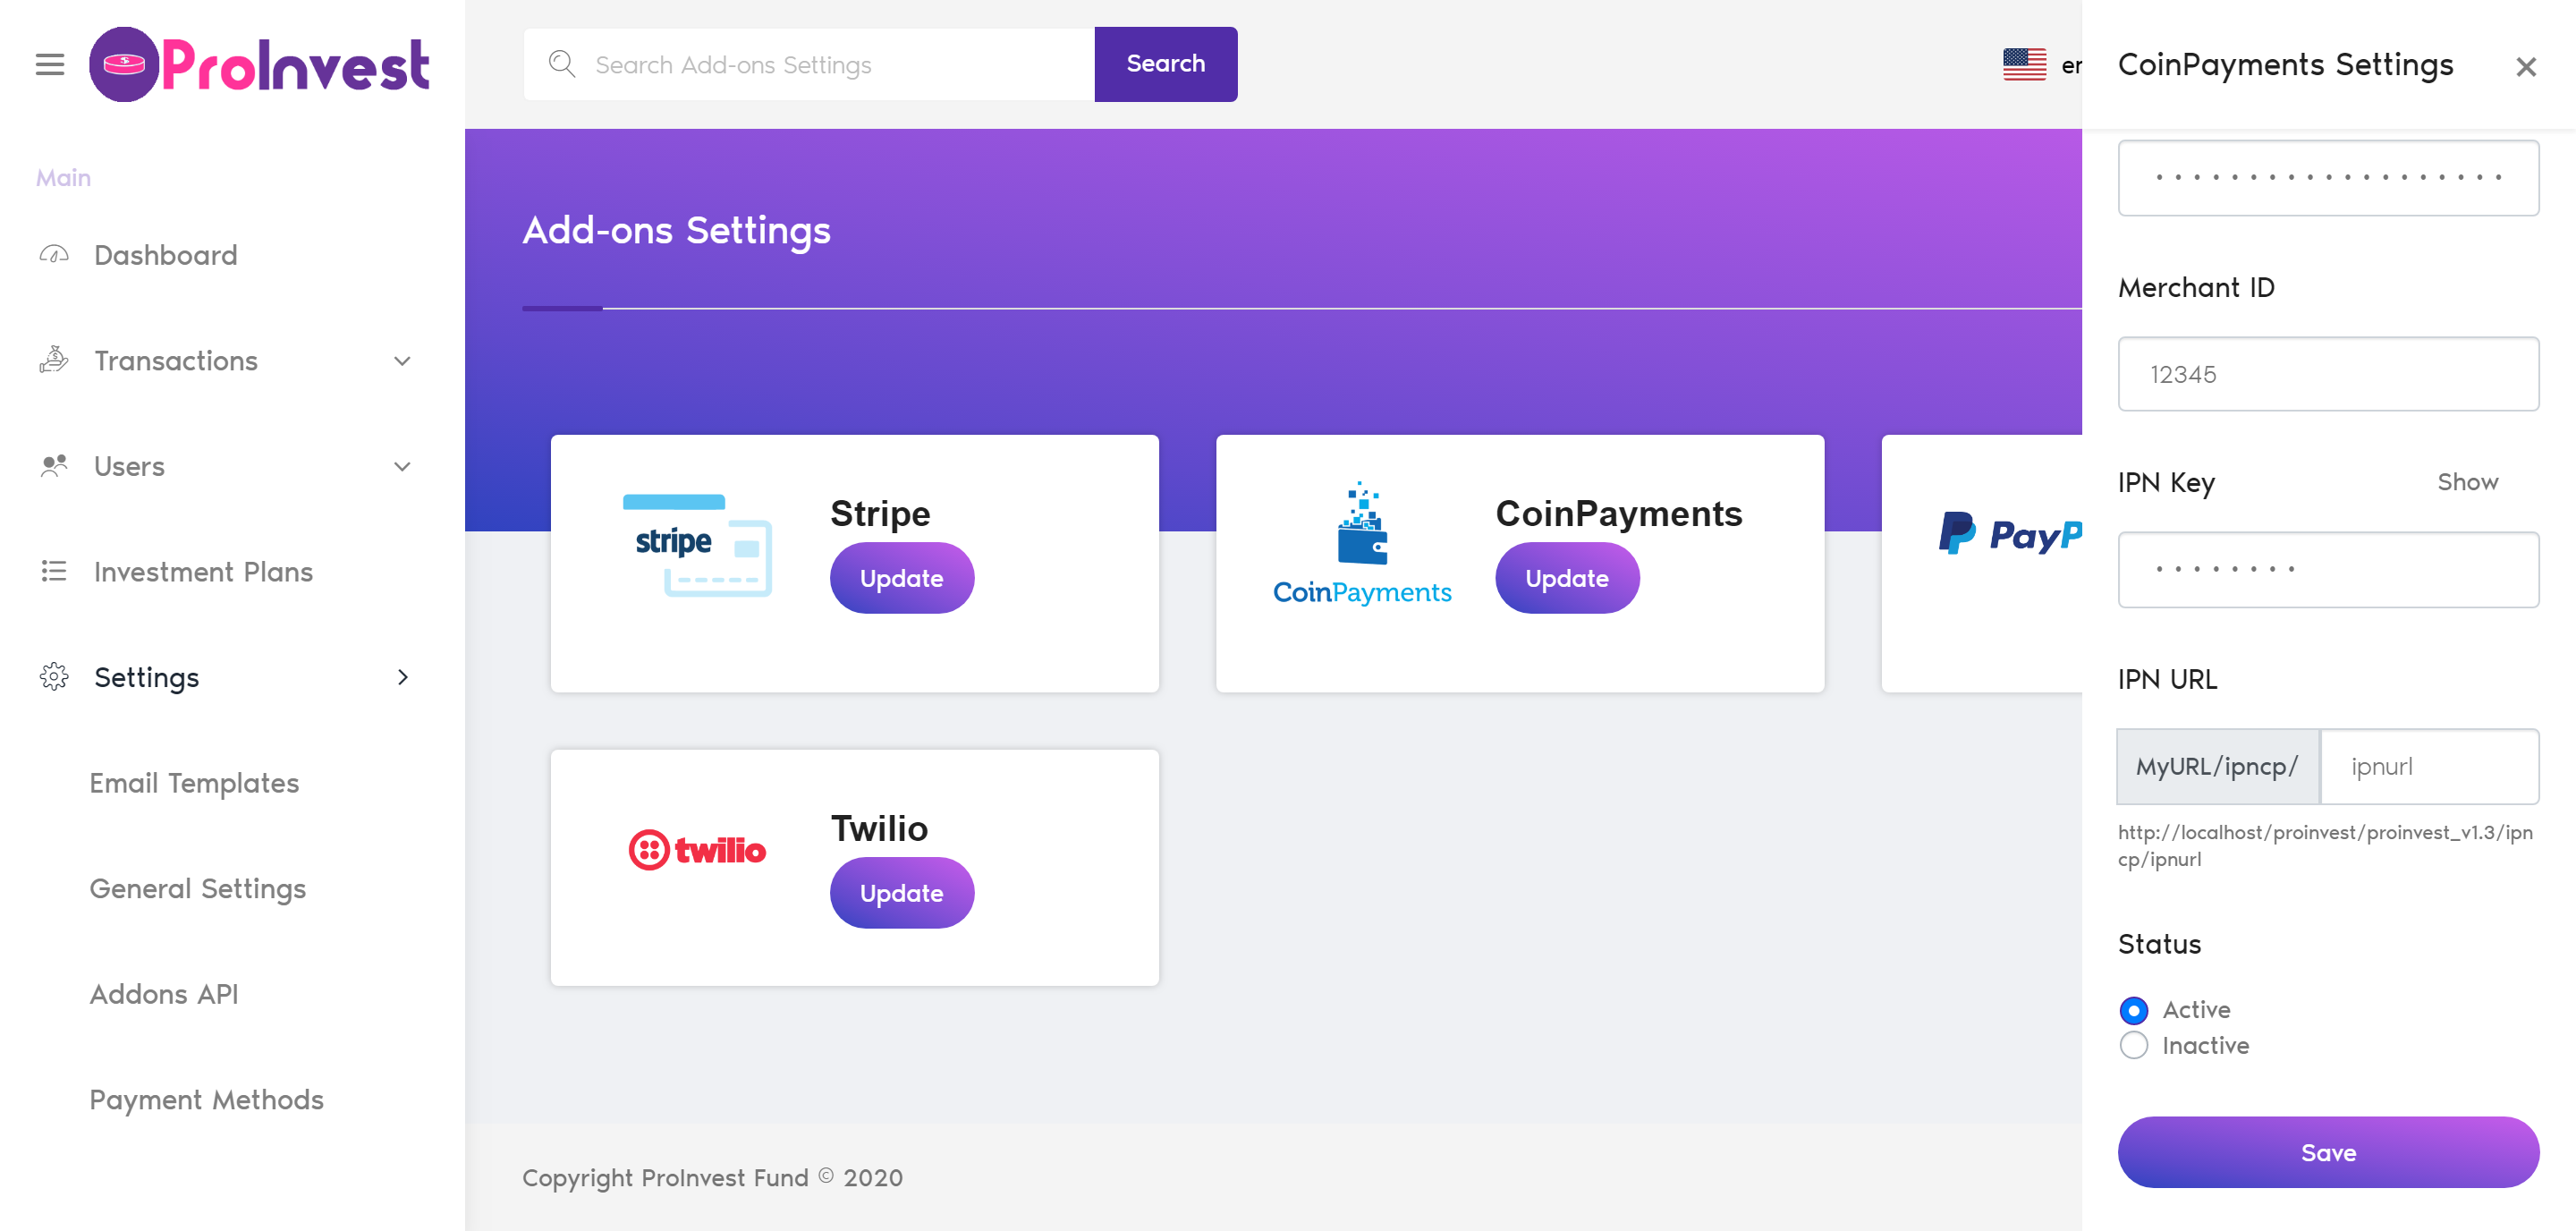 ProInvest
Main
Dashboard
Transactions
Users
Investment Plans
Settings
Email Templates
General Settings
Addons API
Payment Methods
Search Add-ons Settings
Search
Add-ons Settings
stripe
Stripe
Update
CoinPayments
CoinPayments
Update
PayP
twilio
Twilio
Update
Copyright ProInvest Fund © 2020
CoinPayments Settings
Merchant ID
12345
IPN Key
Show
IPN URL
MyURL/ipncp/
ipnurl
http://localhost/proinvest/proinvest_v1.3/ipn
cp/ipnurl
Status
Active
Inactive
Save